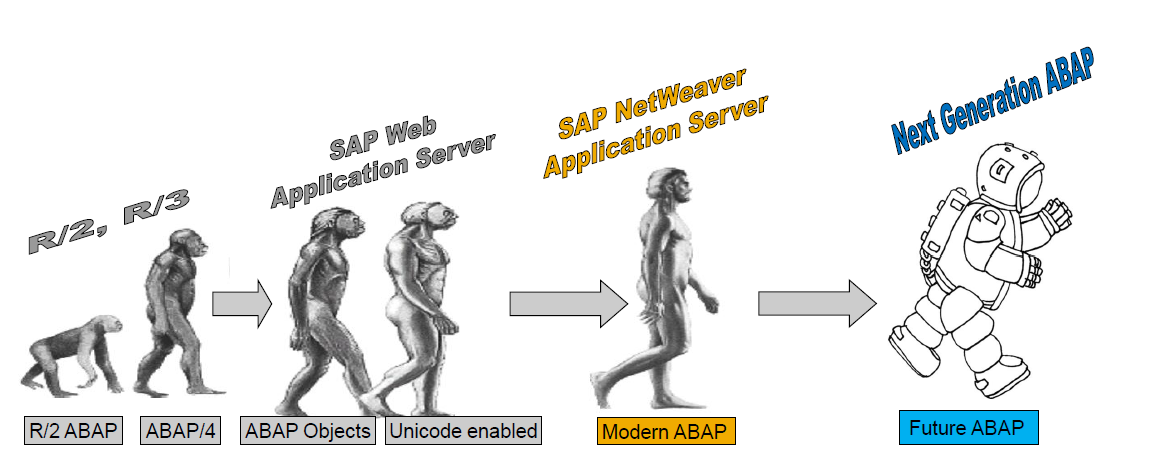 R/2, R/3
SAP Web
Application Server
SAP NetWeaver
Application Server
Next Generation ABAP
R/2 ABAP
ABAP/4
ABAP Objects
Unicode enabled
Modern ABAP
Future ABAP